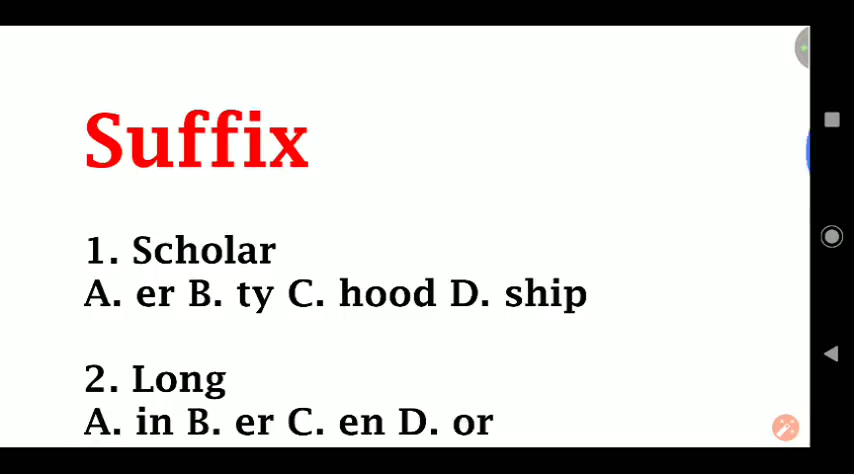 Suffix
1. Scholar
A. er B. ty C. hood D. ship
2. Long
A. in B. er C. en D. or